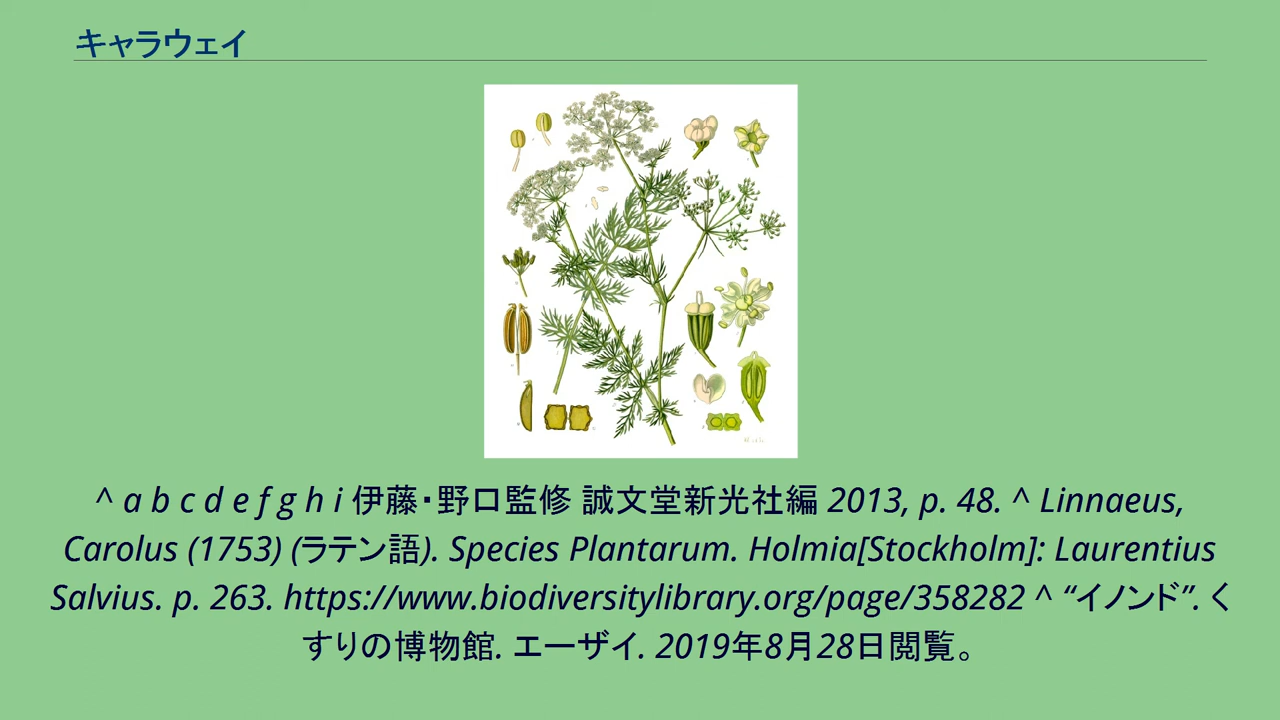 キャラウェイ
^ a b c d e f g h i 伊藤・野口監修 誠文堂新光社編 2013, p. 48. ^ Linnaeus,
Carolus (1753) (ラテン語). Species Plantarum. Holmia[Stockholm]: Laurentius
Salvius. p. 263. https://www.biodiversitylibrary.org/page/358282 ^ “イノンド”. く
すりの博物館. エーザイ. 2019年8月28日閲覧。